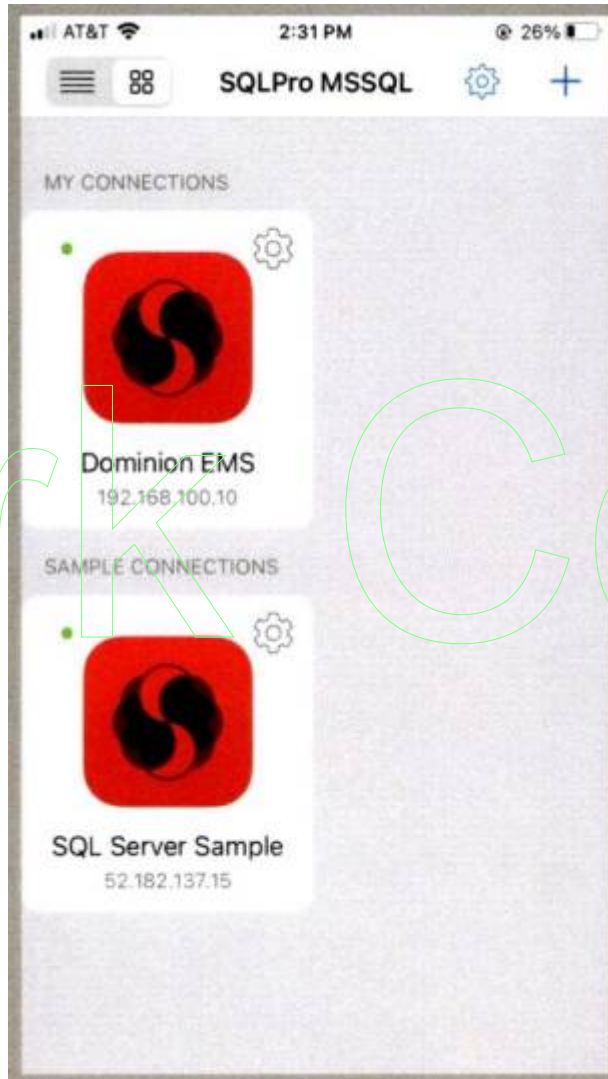 AT&T 2:31 PM 26%
SQLPro MSSQL
MY CONNECTIONS
Dominion EMS
192.168.100.10
SAMPLE CONNECTIONS
SQL Server Sample
52.182.137.15